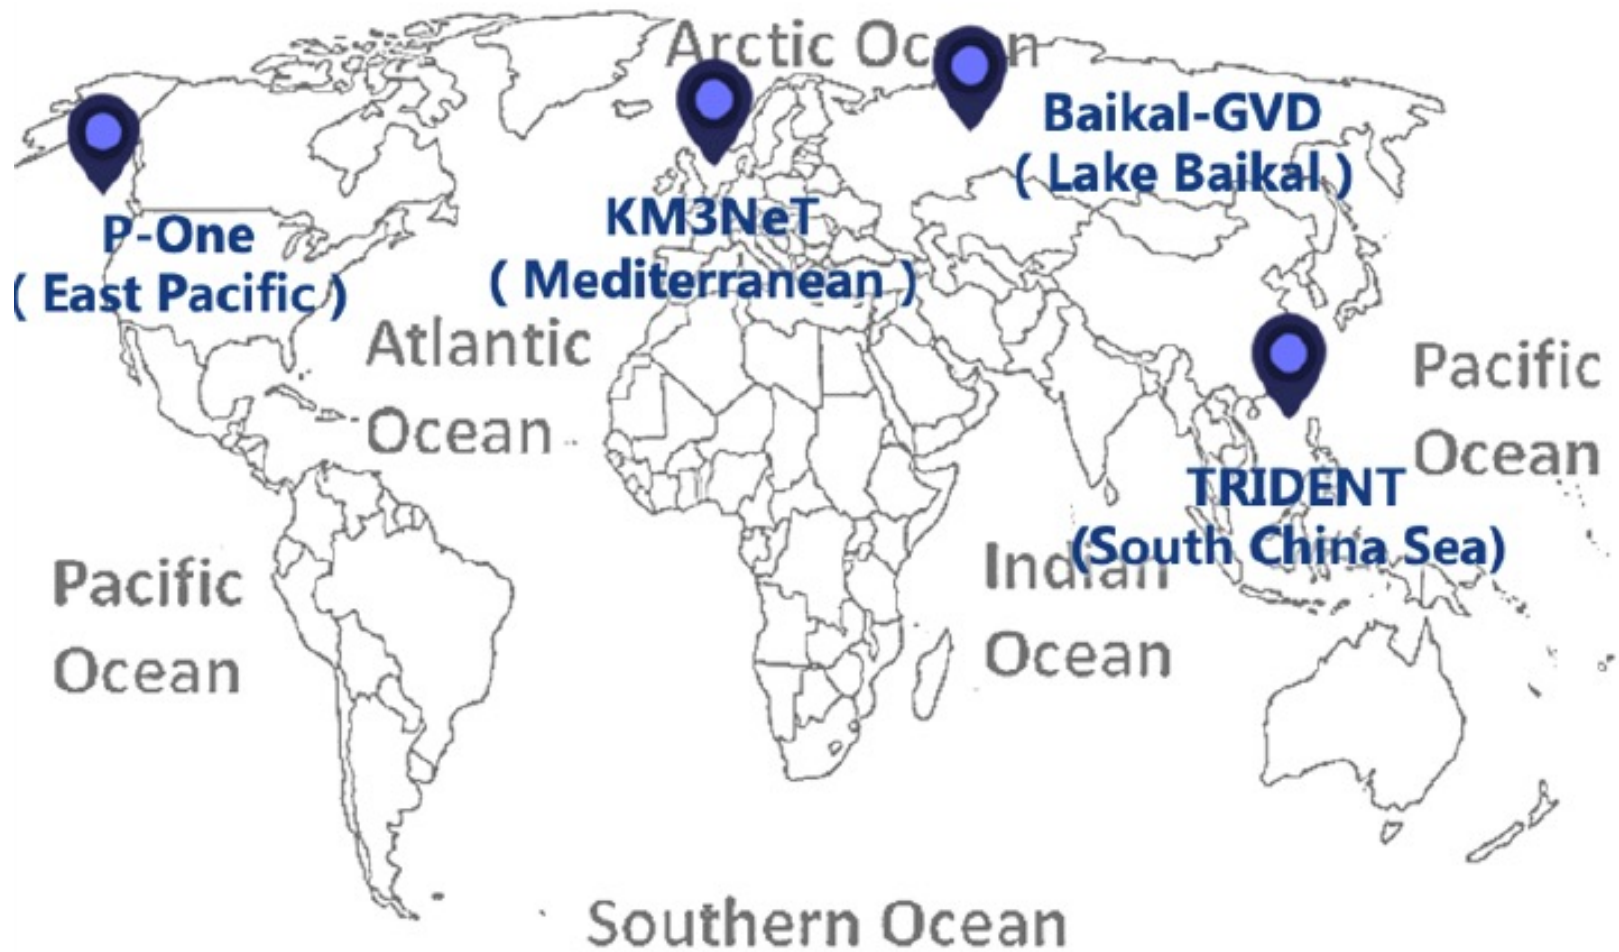 Arctic Ocean
Baikal-GVD
( Lake Baikal )
KM3NeT
( Mediterranean )
P-One
( East Pacific )
Atlantic
Ocean
Pacific
Ocean
TRIDENT
(South China Sea)
Indian
Ocean
Pacific
Ocean
Southern Ocean